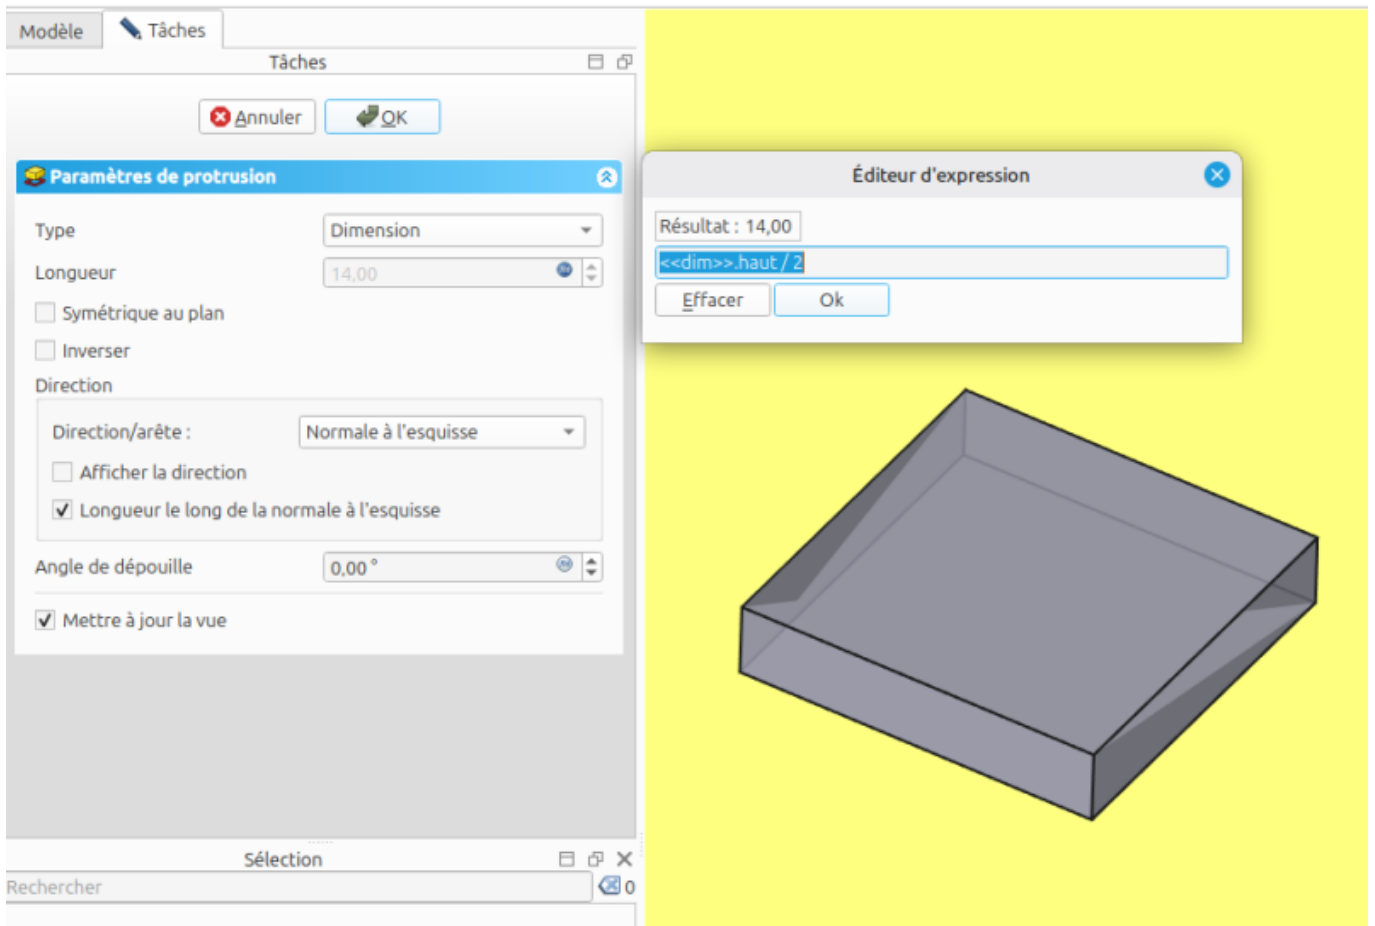 Modèle
Tâches
Tâches
Annuler
OK
Paramètres de protrusion
Type
Dimension
Longueur
14,00
Symétrique au plan
Inverser
Direction
Direction/arête :
Normale à l'esquisse
Afficher la direction
Longueur le long de la normale à l'esquisse
Angle de dépouille
0,00 °
Mettre à jour la vue
Sélection
Rechercher
0
Éditeur d'expression
Résultat : 14,00
<<dim>>.haut / 2
Effacer
Ok